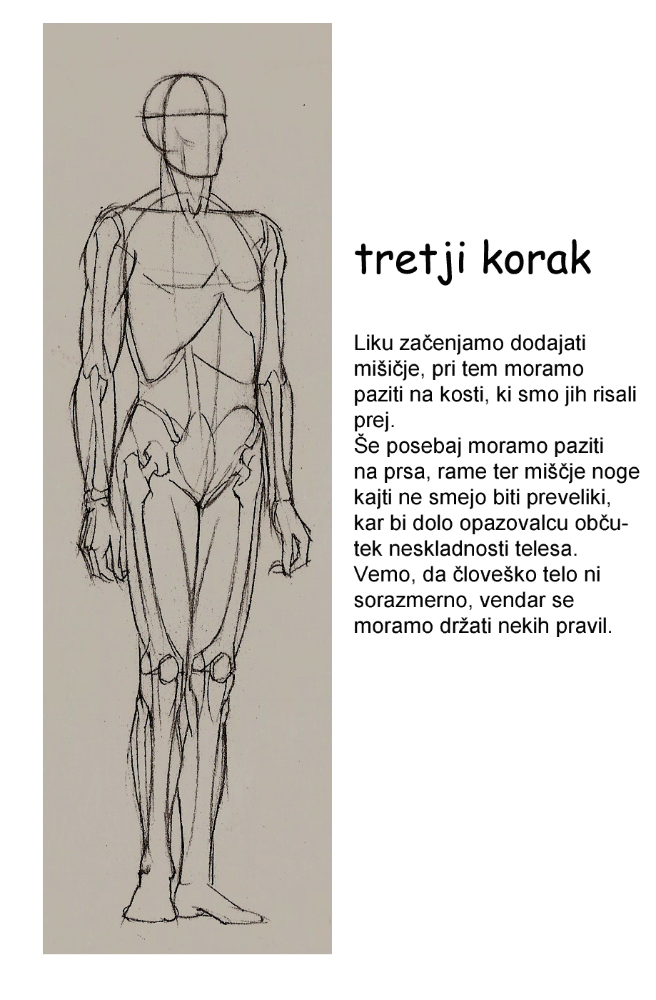 tretji korak
Liku začenjamo dodajati
mišičje, pri tem moramo
paziti na kosti, ki smo jih risali
prej.
Še posebaj moramo paziti
na prsa, rame ter miščje noge
kajti ne smejo biti preveliki,
kar bi dolo opazovalcu obču-
tek neskladnosti telesa.
Vemo, da človeško telo ni
sorazmerno, vendar se
moramo držati nekih pravil.